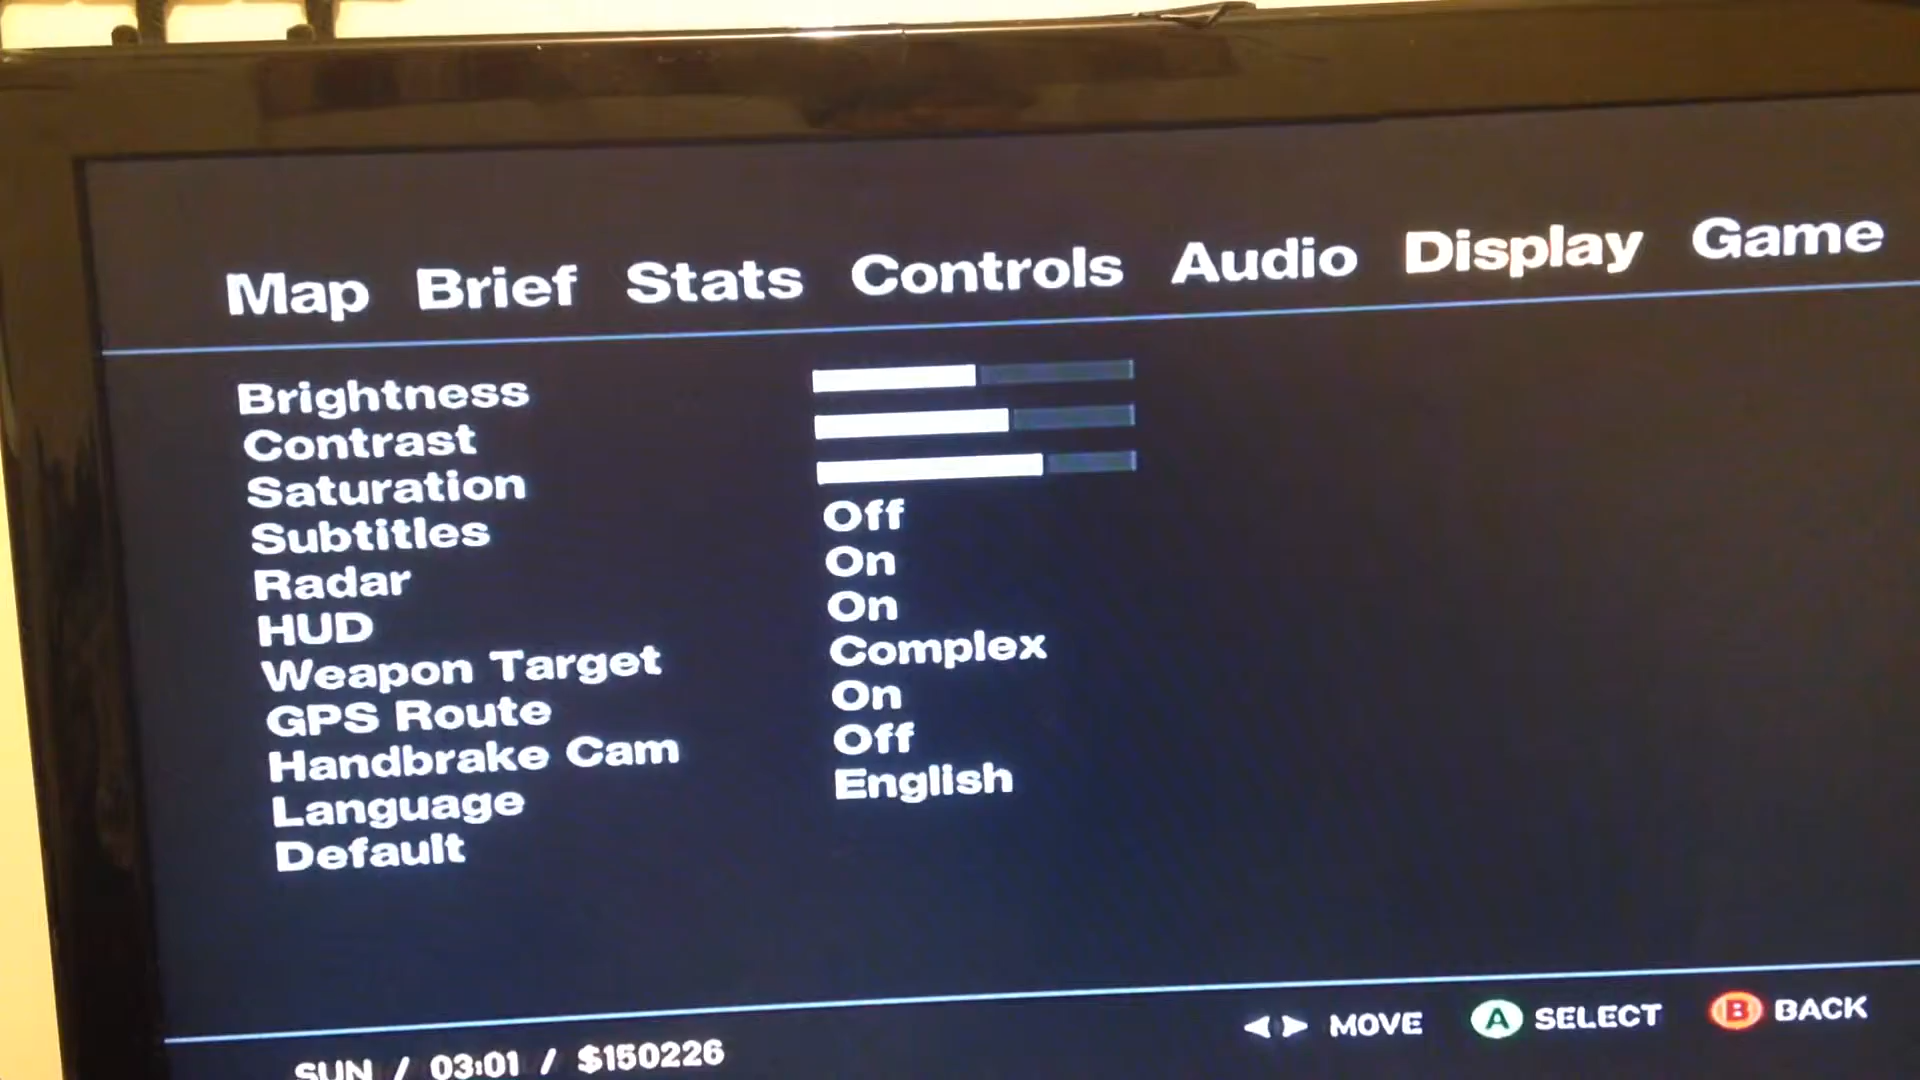 Map Brief Stats Controls Audio Display Game
Brightness
Contrast
Saturation
Subtitles Off
Radar On
HUD On
Weapon Target Complex
GPS Route On
Handbrake Cam Off
Language English
Default
MOVE A SELECT B BACK
SUN / 03:01 / $150226